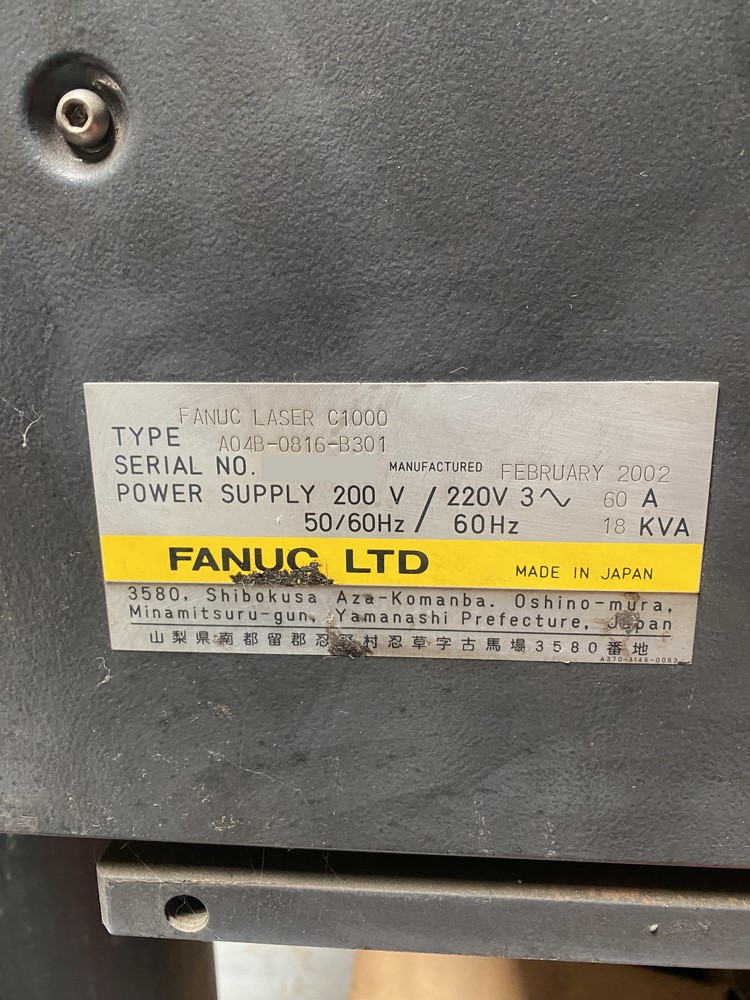 FANUC LASER C1000
TYPE A04B-0816-B301
SERIAL NO. MANUFACTURED FEBRUARY 2002
POWER SUPPLY 200 V / 220V 3～ 60 A
50/60Hz / 60Hz 18 KVA
FANUC LTD MADE IN JAPAN
3580, Shibokusa Aza-Komanba. Oshino-mura,
Minamitsuru-gun, Yamanashi Prefecture, Japan
山梨県南都留郡忍野村忍草字古馬場3580番地
A370-1146-0063